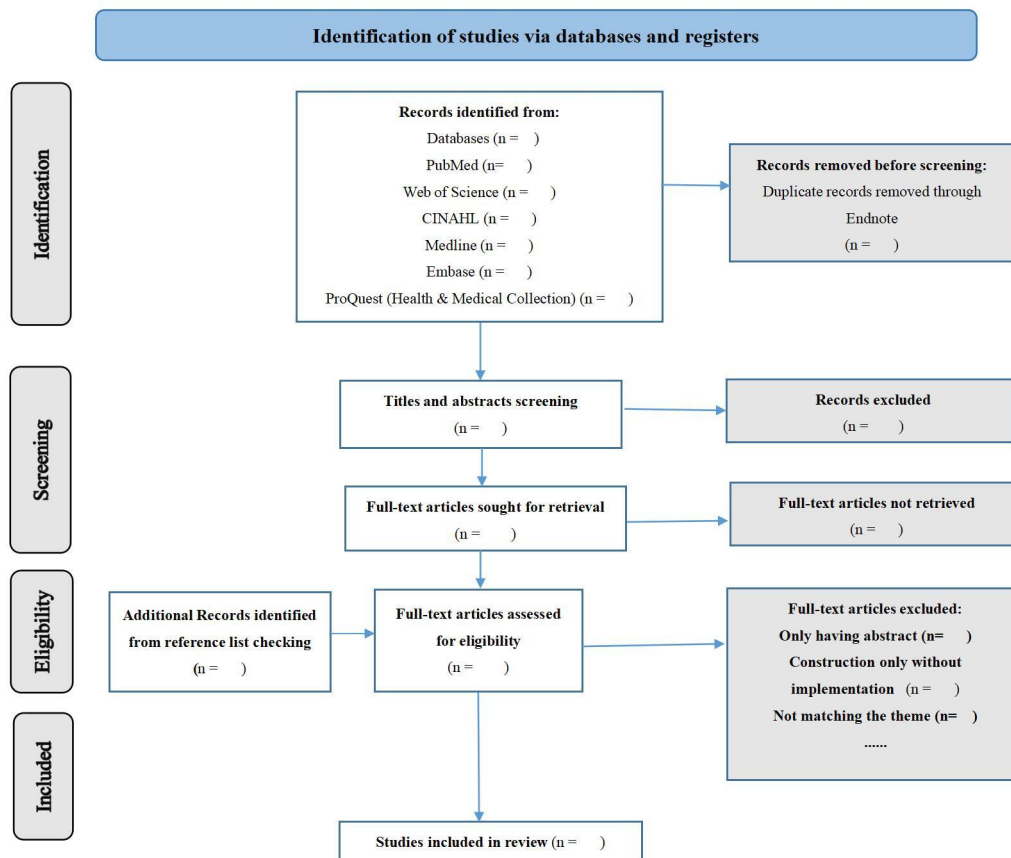 Identification of studies via databases and registers
Identification
Records identified from:
Databases (n = )
PubMed (n= )
Web of Science (n = )
CINAHL (n = )
Medline (n = )
Embase (n = )
ProQuest (Health & Medical Collection) (n = )
Records removed before screening:
Duplicate records removed through
Endnote
(n = )
Screening
Titles and abstracts screening
(n = )
Records excluded
(n = )
Full-text articles sought for retrieval
(n = )
Full-text articles not retrieved
(n = )
Eligibility
Additional Records identified
from reference list checking
(n = )
Full-text articles assessed
for eligibility
(n = )
Full-text articles excluded:
Only having abstract (n= )
Construction only without
implementation (n = )
Not matching the theme (n= )
......
Included
Studies included in review (n = )